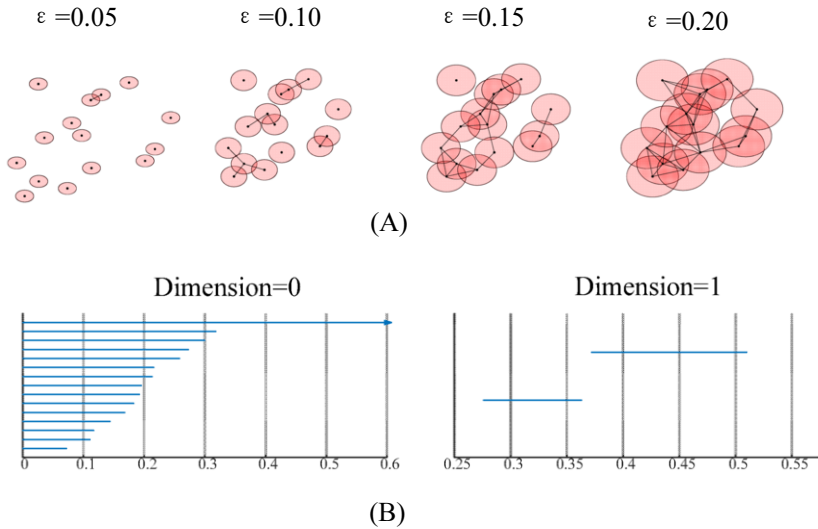 ε =0.05 ε =0.10 ε =0.15 ε =0.20
(A)
Dimension=0 Dimension=1
0 0.1 0.2 0.3 0.4 0.5 0.6 0.25 0.3 0.35 0.4 0.45 0.5 0.55
(B)